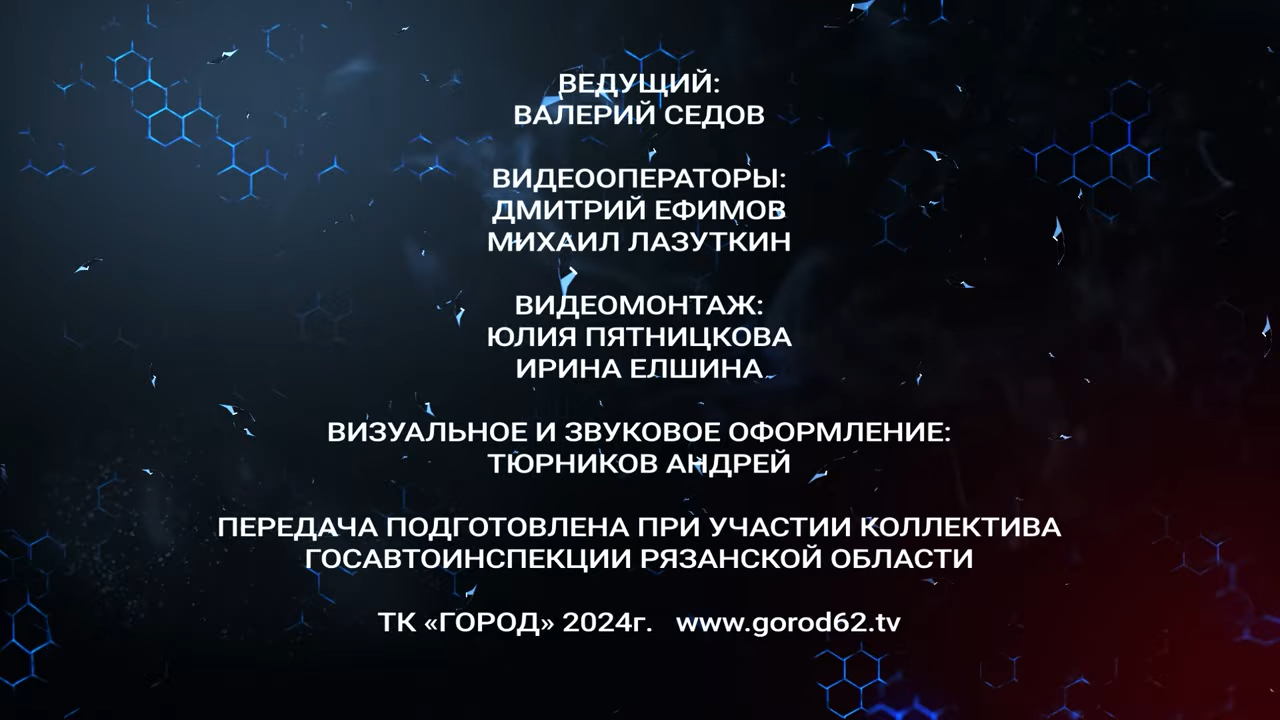 ВЕДУЩИЙ:
ВАЛЕРИЙ СЕДОВ
ВИДЕООПЕРАТОРЫ:
ДМИТРИЙ ЕФИМОВ
МИХАИЛ ЛАЗУТКИН
ВИДЕОМОНТАЖ:
ЮЛИЯ ПЯТНИЦКОВА
ИРИНА ЕЛШИНА
ВИЗУАЛЬНОЕ И ЗВУКОВОЕ ОФОРМЛЕНИЕ:
ТЮРНИКОВ АНДРЕЙ
ПЕРЕДАЧА ПОДГОТОВЛЕНА ПРИ УЧАСТИИ КОЛЛЕКТИВА
ГОСАВТОИНСПЕКЦИИ РЯЗАНСКОЙ ОБЛАСТИ
ТК «ГОРОД» 2024г. www.gorod62.tv